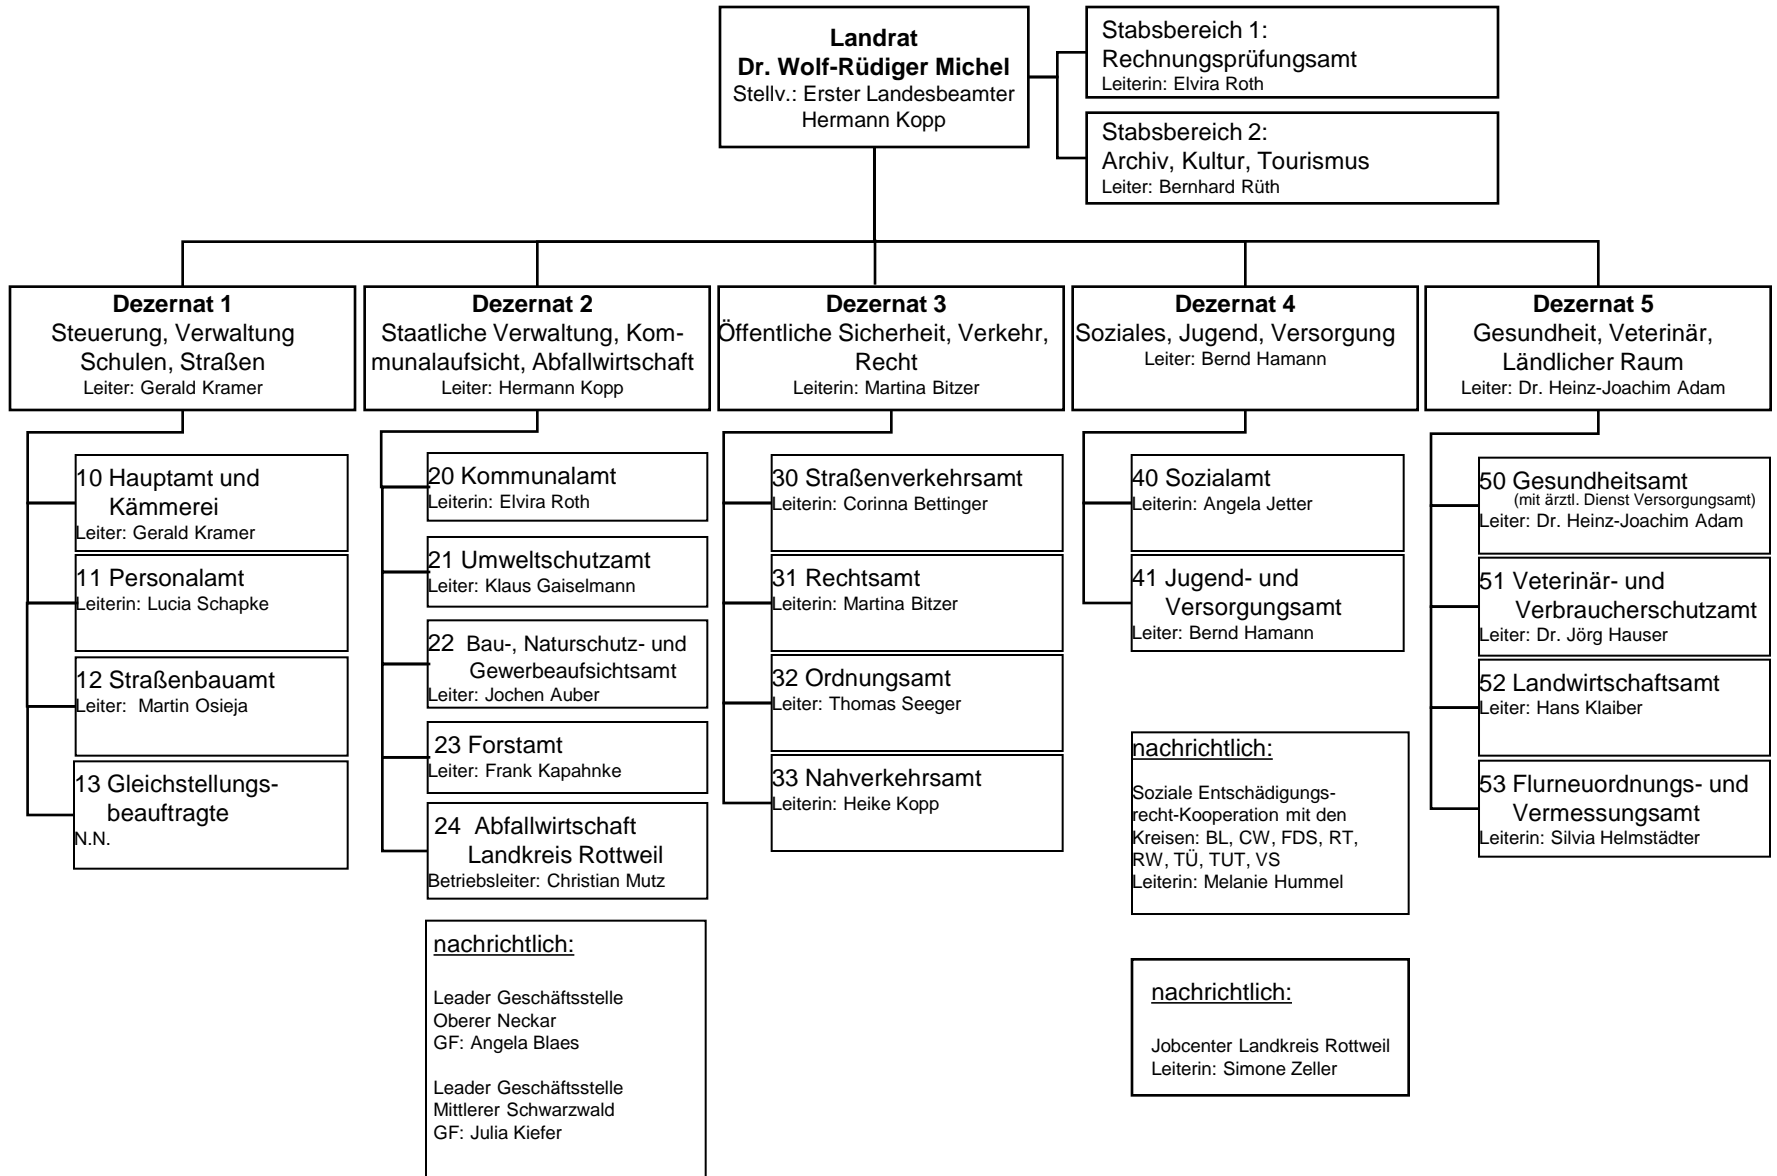 Landrat
Dr. Wolf-Rüdiger Michel
Stellv.: Erster Landesbeamter
Hermann Kopp
Stabsbereich 1:
Rechnungsprüfungsamt
Leiterin: Elvira Roth
Stabsbereich 2:
Archiv, Kultur, Tourismus
Leiter: Bernhard Rüth
Dezernat 1
Steuerung, Verwaltung
Schulen, Straßen
Leiter: Gerald Kramer
10 Hauptamt und
Kämmerei
Leiter: Gerald Kramer
11 Personalamt
Leiterin: Lucia Schapke
12 Straßenbauamt
Leiter: Martin Osieja
13 Gleichstellungs-
beauftragte
N.N.
Dezernat 2
Staatliche Verwaltung, Kom-
munalaufsicht, Abfallwirtschaft
Leiter: Hermann Kopp
20 Kommunalamt
Leiterin: Elvira Roth
21 Umweltschutzamt
Leiter: Klaus Gaiselmann
22 Bau-, Naturschutz- und
Gewerbeaufsichtsamt
Leiter: Jochen Auber
23 Forstamt
Leiter: Frank Kapahnke
24 Abfallwirtschaft
Landkreis Rottweil
Betriebsleiter: Christian Mutz
nachrichtlich:
Leader Geschäftsstelle
Oberer Neckar
GF: Angela Blaes
Leader Geschäftsstelle
Mittlerer Schwarzwald
GF: Julia Kiefer
Dezernat 3
Öffentliche Sicherheit, Verkehr,
Recht
Leiterin: Martina Bitzer
30 Straßenverkehrsamt
Leiterin: Corinna Bettinger
31 Rechtsamt
Leiterin: Martina Bitzer
32 Ordnungsamt
Leiter: Thomas Seeger
33 Nahverkehrsamt
Leiterin: Heike Kopp
Dezernat 4
Soziales, Jugend, Versorgung
Leiter: Bernd Hamann
40 Sozialamt
Leiterin: Angela Jetter
41 Jugend- und
Versorgungsamt
Leiter: Bernd Hamann
nachrichtlich:
Soziale Entschädigungs-
recht-Kooperation mit den
Kreisen: BL, CW, FDS, RT,
RW, TÜ, TUT, VS
Leiterin: Melanie Hummel
nachrichtlich:
Jobcenter Landkreis Rottweil
Leiterin: Simone Zeller
Dezernat 5
Gesundheit, Veterinär,
Ländlicher Raum
Leiter: Dr. Heinz-Joachim Adam
50 Gesundheitsamt
(mit ärztl. Dienst Versorgungsamt)
Leiter: Dr. Heinz-Joachim Adam
51 Veterinär- und
Verbraucherschutzamt
Leiter: Dr. Jörg Hauser
52 Landwirtschaftsamt
Leiter: Hans Klaiber
53 Flurneuordnungs- und
Vermessungsamt
Leiterin: Silvia Helmstädter